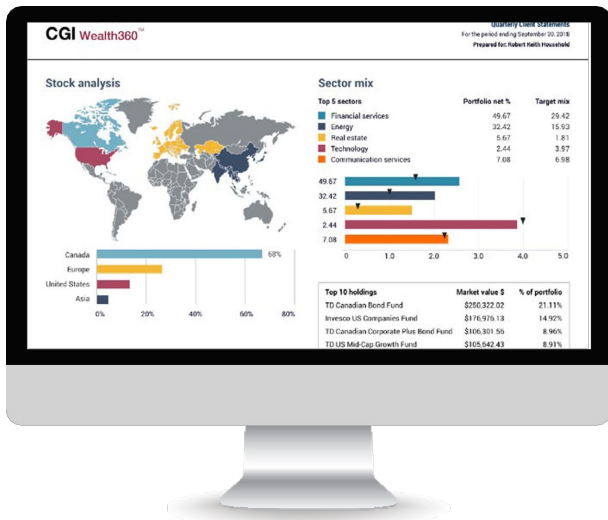 CGI Wealth360™
Quarterly Client Statements
For the period ending September 30, 2018
Prepared for: Robert Keith Household
Stock analysis
Canada 68%
Europe
United States
Asia
0% 20% 40% 60% 80%
Sector mix
Top 5 sectors Portfolio net % Target mix
Financial services 49.67 29.42
Energy 32.42 15.93
Real estate 5.67 1.81
Technology 2.44 3.97
Communication services 7.08 6.98
49.67
32.42
5.67
2.44
7.08
0 1.0 2.0 3.0 4.0 5.0
Top 10 holdings Market value $ % of portfolio
TD Canadian Bond Fund $250,322.02 21.11%
Invesco US Companies Fund $176,976.13 14.92%
TD Canadian Corporate Plus Bond Fund $106,301.56 8.96%
TD US Mid-Cap Growth Fund $105,642.43 8.91%